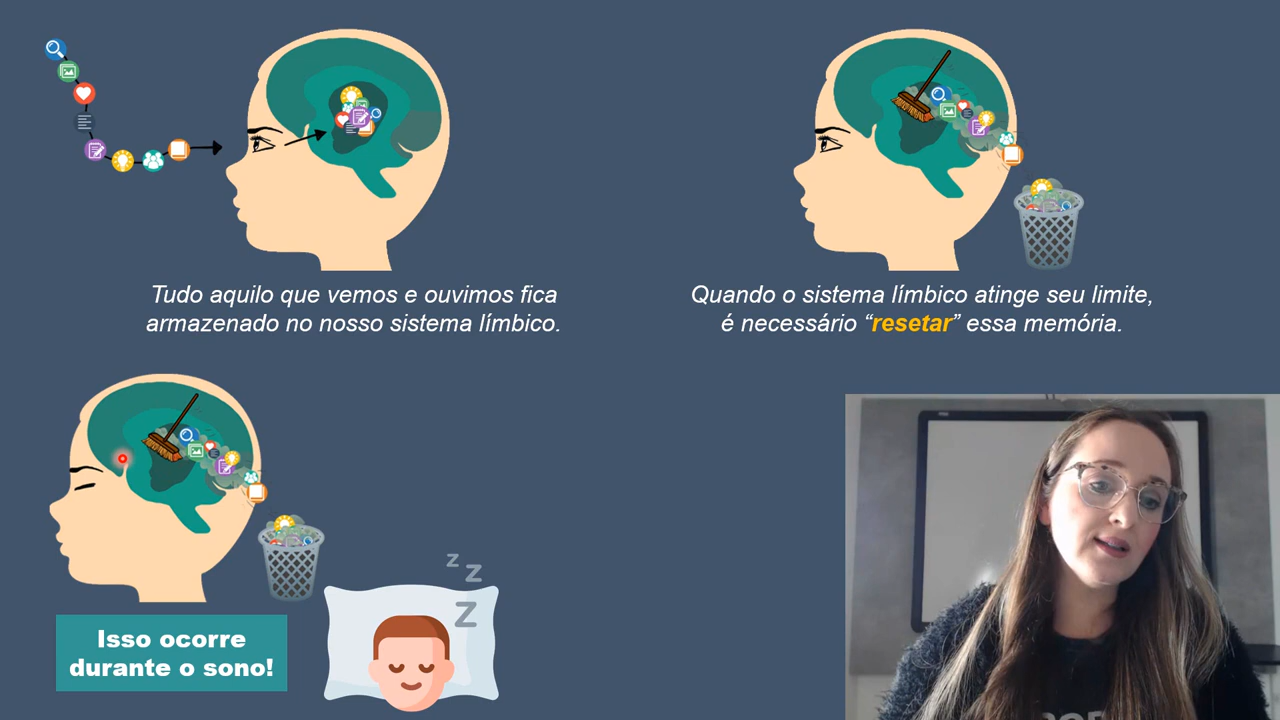 Tudo aquilo que vemos e ouvimos fica
armazenado no nosso sistema límbico.
Quando o sistema límbico atinge seu limite,
é necessário “resetar” essa memória.
z
z
z
Isso ocorre
durante o sono!